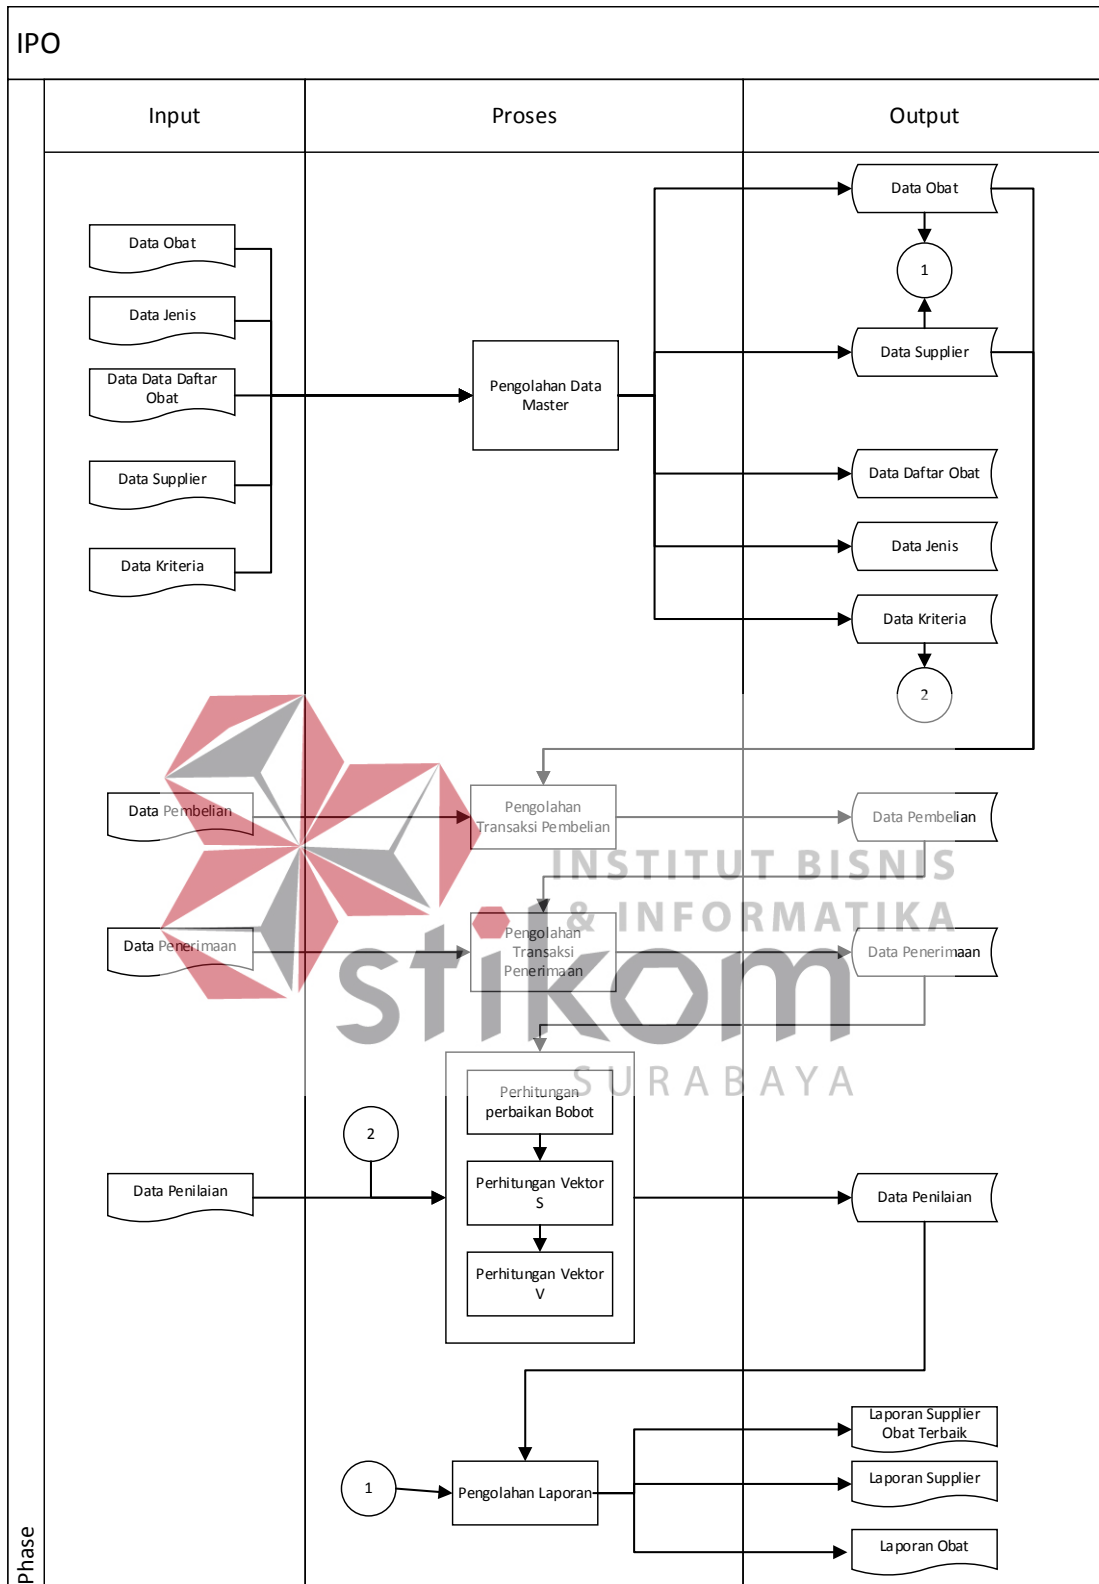 IPO
Input
Proses
Output
Data Obat
Data Jenis
Data Data Daftar
Obat
Data Supplier
Data Kriteria
Pengolahan Data
Master
Data Obat
1
Data Supplier
Data Daftar Obat
Data Jenis
Data Kriteria
2
Data Pembelian
Pengolahan
Transaksi Pembelian
Data Pembelian
INSTITUT BISNIS
& INFORMATIKA
stikom
SURABAYA
Data Penerimaan
Pengolahan
Transaksi
Penerimaan
Data Penerimaan
2
Data Penilaian
Perhitungan
perbaikan Bobot
Perhitungan Vektor
S
Perhitungan Vektor
V
Data Penilaian
1
Pengolahan Laporan
Laporan Supplier
Obat Terbaik
Laporan Supplier
Laporan Obat
Phase